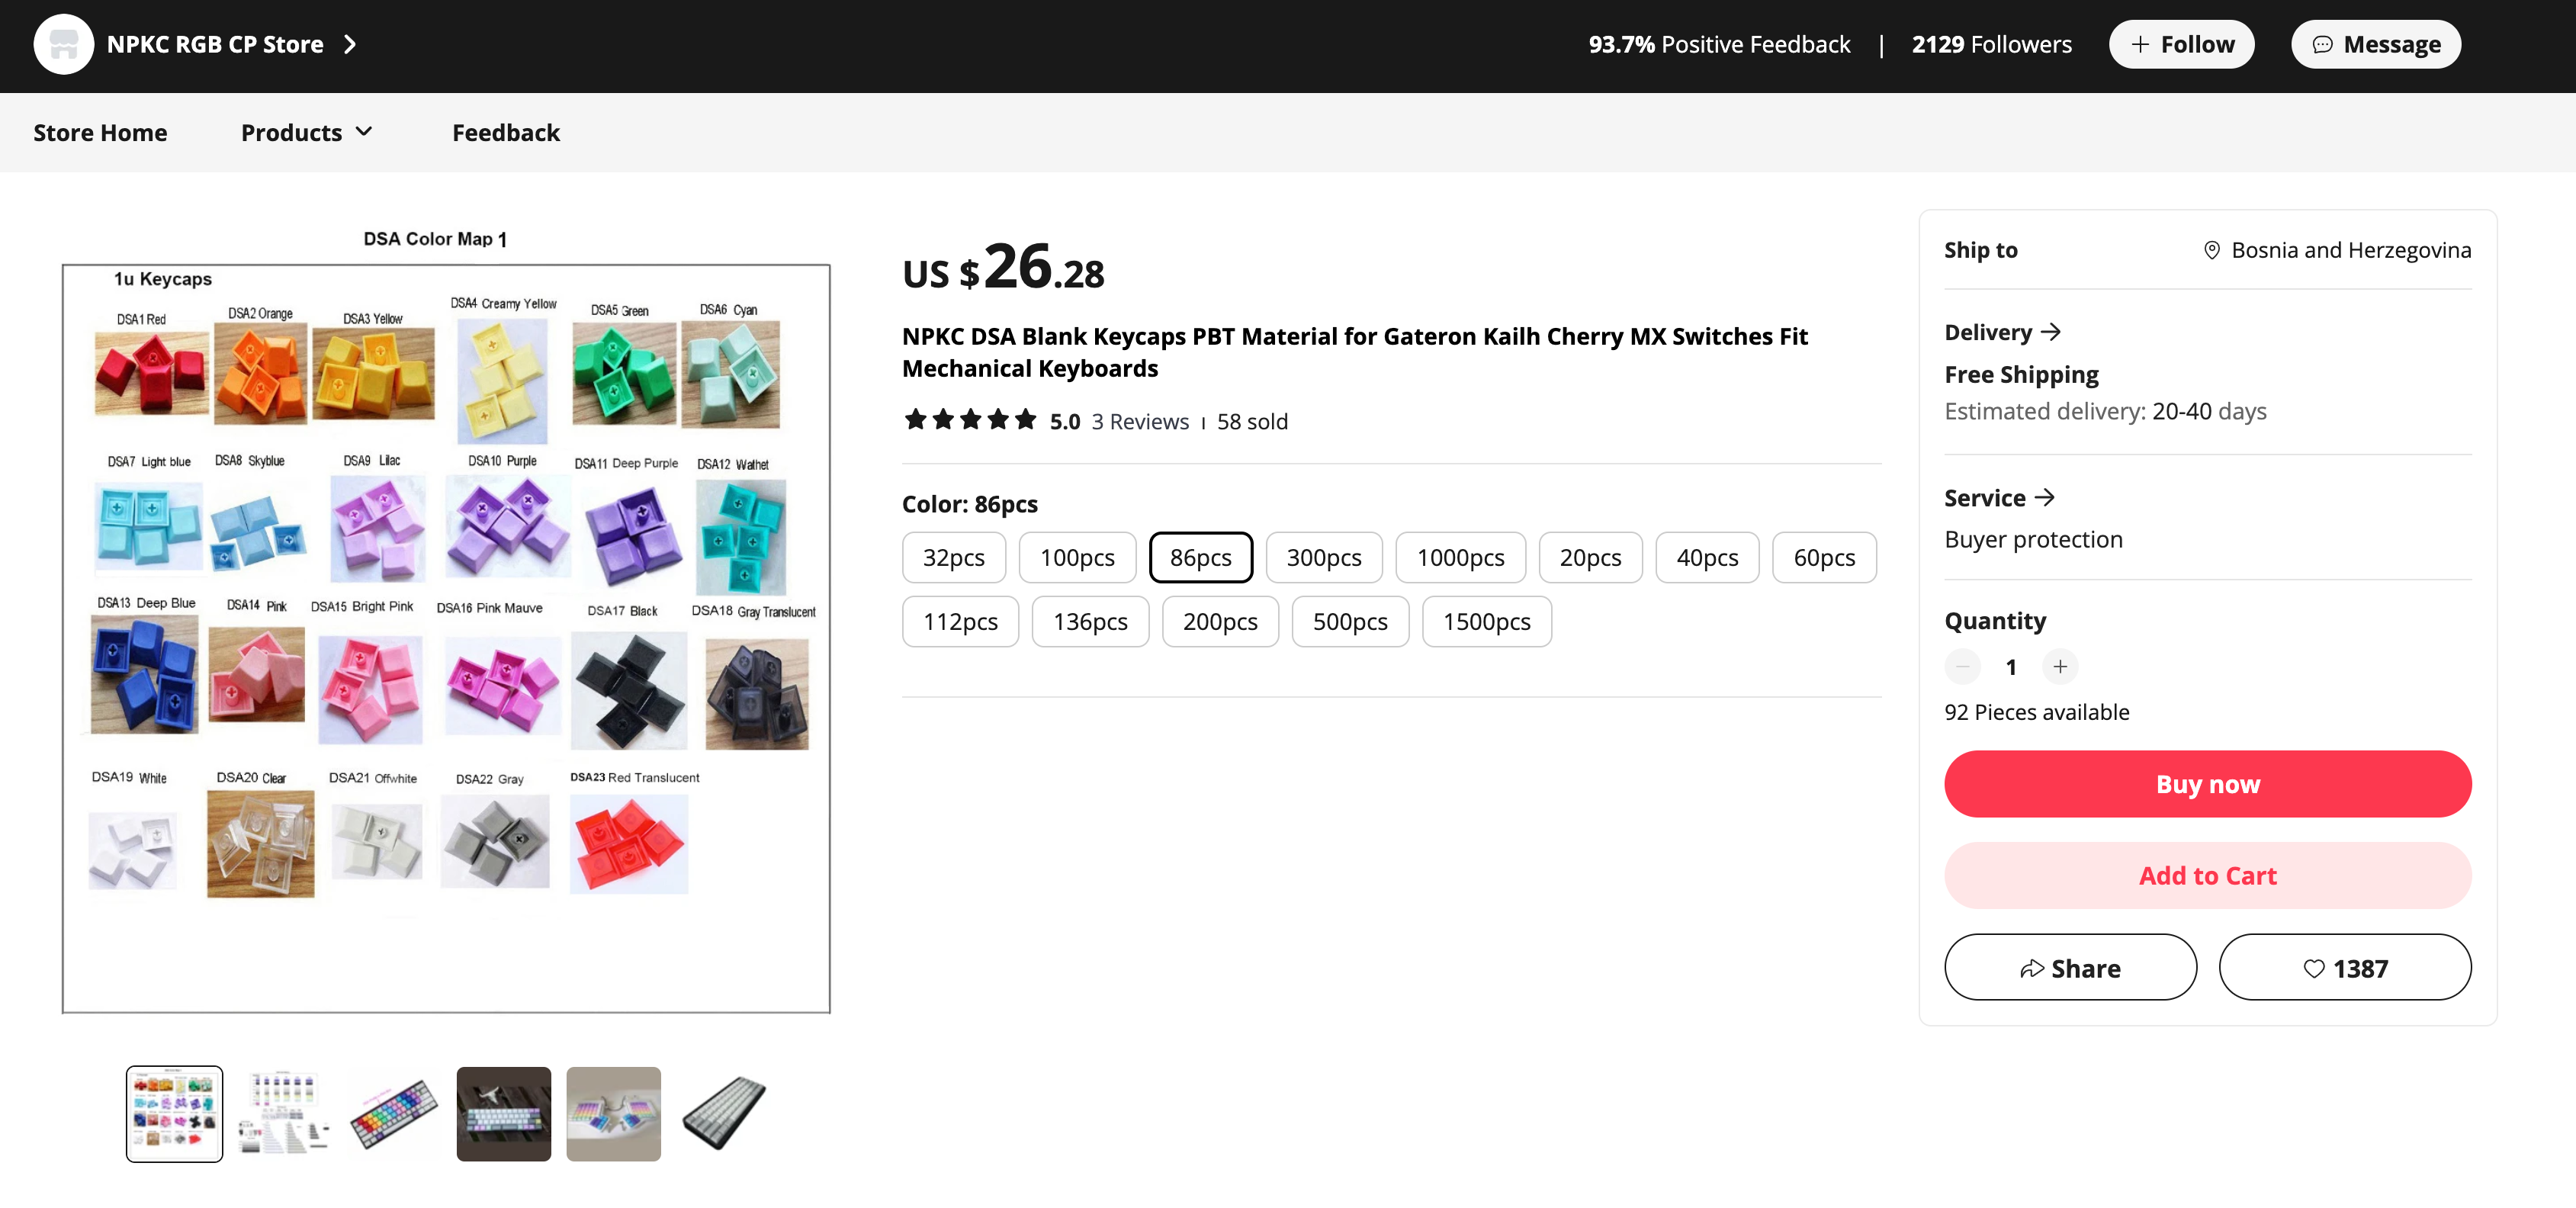 NPKC RGB CP Store
93.7% Positive Feedback | 2129 Followers
Follow
Message
Store Home
Products
Feedback
DSA Color Map 1
1u Keycaps
DSA1 Red
DSA2 Orange
DSA3 Yellow
DSA4 Creamy Yellow
DSA5 Green
DSA6 Cyan
DSA7 Light blue
DSA8 Skyblue
DSA9 Lilac
DSA10 Purple
DSA11 Deep Purple
DSA12 Wathet
DSA13 Deep Blue
DSA14 Pink
DSA15 Bright Pink
DSA16 Pink Mauve
DSA17 Black
DSA18 Gray Translucent
DSA19 White
DSA20 Clear
DSA21 Offwhite
DSA22 Gray
DSA23 Red Translucent
US $26.28
NPKC DSA Blank Keycaps PBT Material for Gateron Kailh Cherry MX Switches Fit
Mechanical Keyboards
5.0 3 Reviews | 58 sold
Color: 86pcs
32pcs
100pcs
86pcs
300pcs
1000pcs
20pcs
40pcs
60pcs
112pcs
136pcs
200pcs
500pcs
1500pcs
Ship to
Bosnia and Herzegovina
Delivery
Free Shipping
Estimated delivery: 20-40 days
Service
Buyer protection
Quantity
1
92 Pieces available
Buy now
Add to Cart
Share
1387